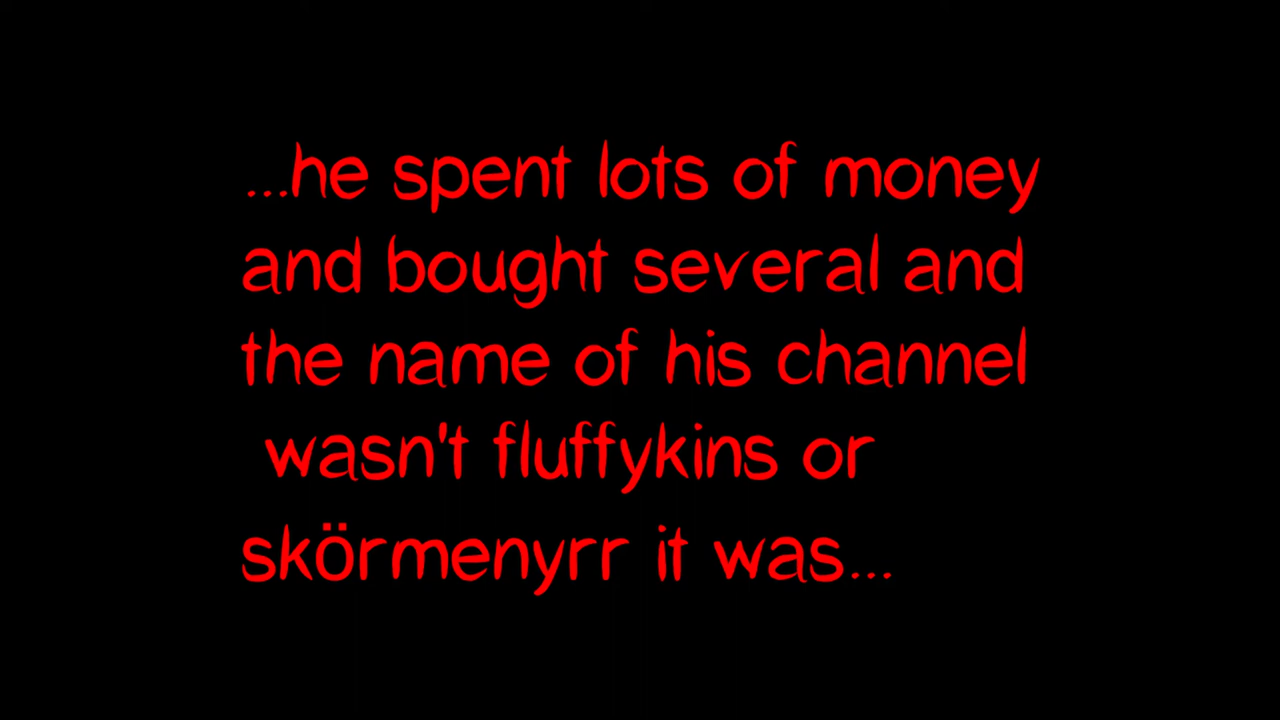 ...he spent lots of money
and bought several and
the name of his channel
wasn't fluffykins or
skörmenyrr it was...